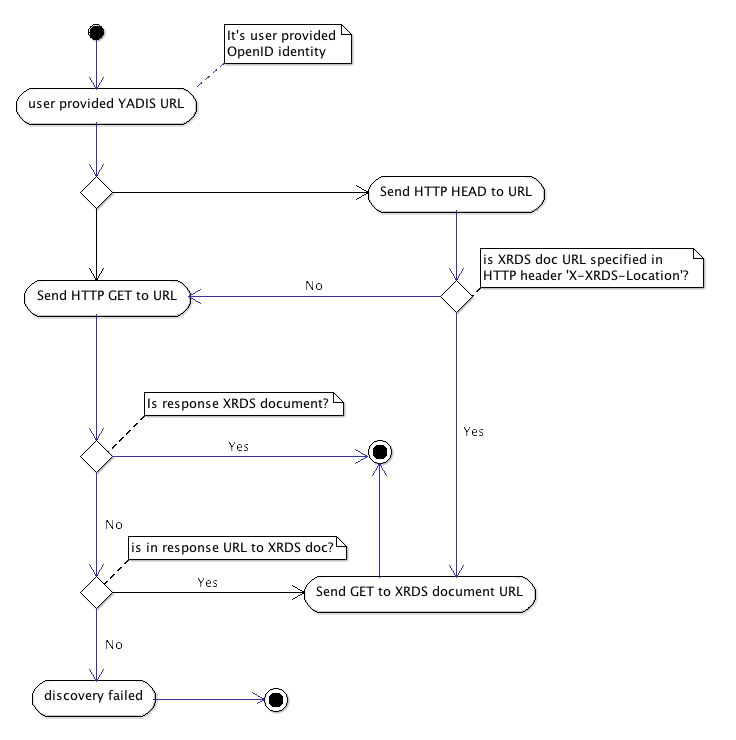 It's user provided
OpenID identity
user provided YADIS URL
Send HTTP HEAD to URL
is XRDS doc URL specified in
HTTP header 'X-XRDS-Location'?
Send HTTP GET to URL
No
Is response XRDS document?
Yes
Yes
No
is in response URL to XRDS doc?
Yes
Send GET to XRDS document URL
No
discovery failed